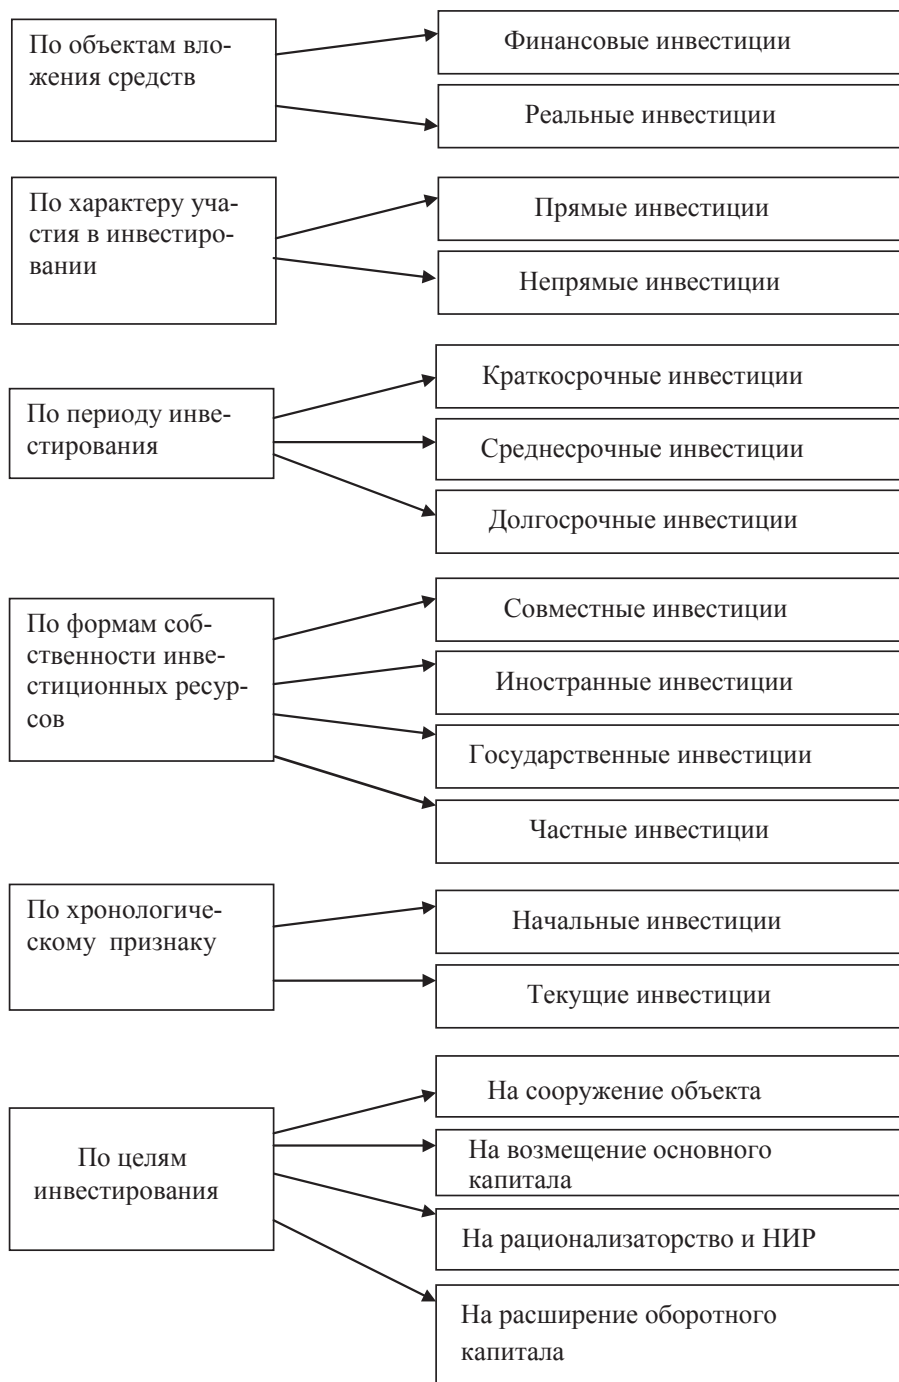 По объектам вло-
жения средств
Финансовые инвестиции
Реальные инвестиции
По характеру уча-
стия в инвестиро-
вании
Прямые инвестиции
Непрямые инвестиции
По периоду инве-
стирования
Краткосрочные инвестиции
Среднесрочные инвестиции
Долгосрочные инвестиции
По формам соб-
ственности инве-
стиционных ресур-
сов
Совместные инвестиции
Иностранные инвестиции
Государственные инвестиции
Частные инвестиции
По хронологиче-
скому признаку
Начальные инвестиции
Текущие инвестиции
По целям
инвестирования
На сооружение объекта
На возмещение основного
капитала
На рационализаторство и НИР
На расширение оборотного
капитала